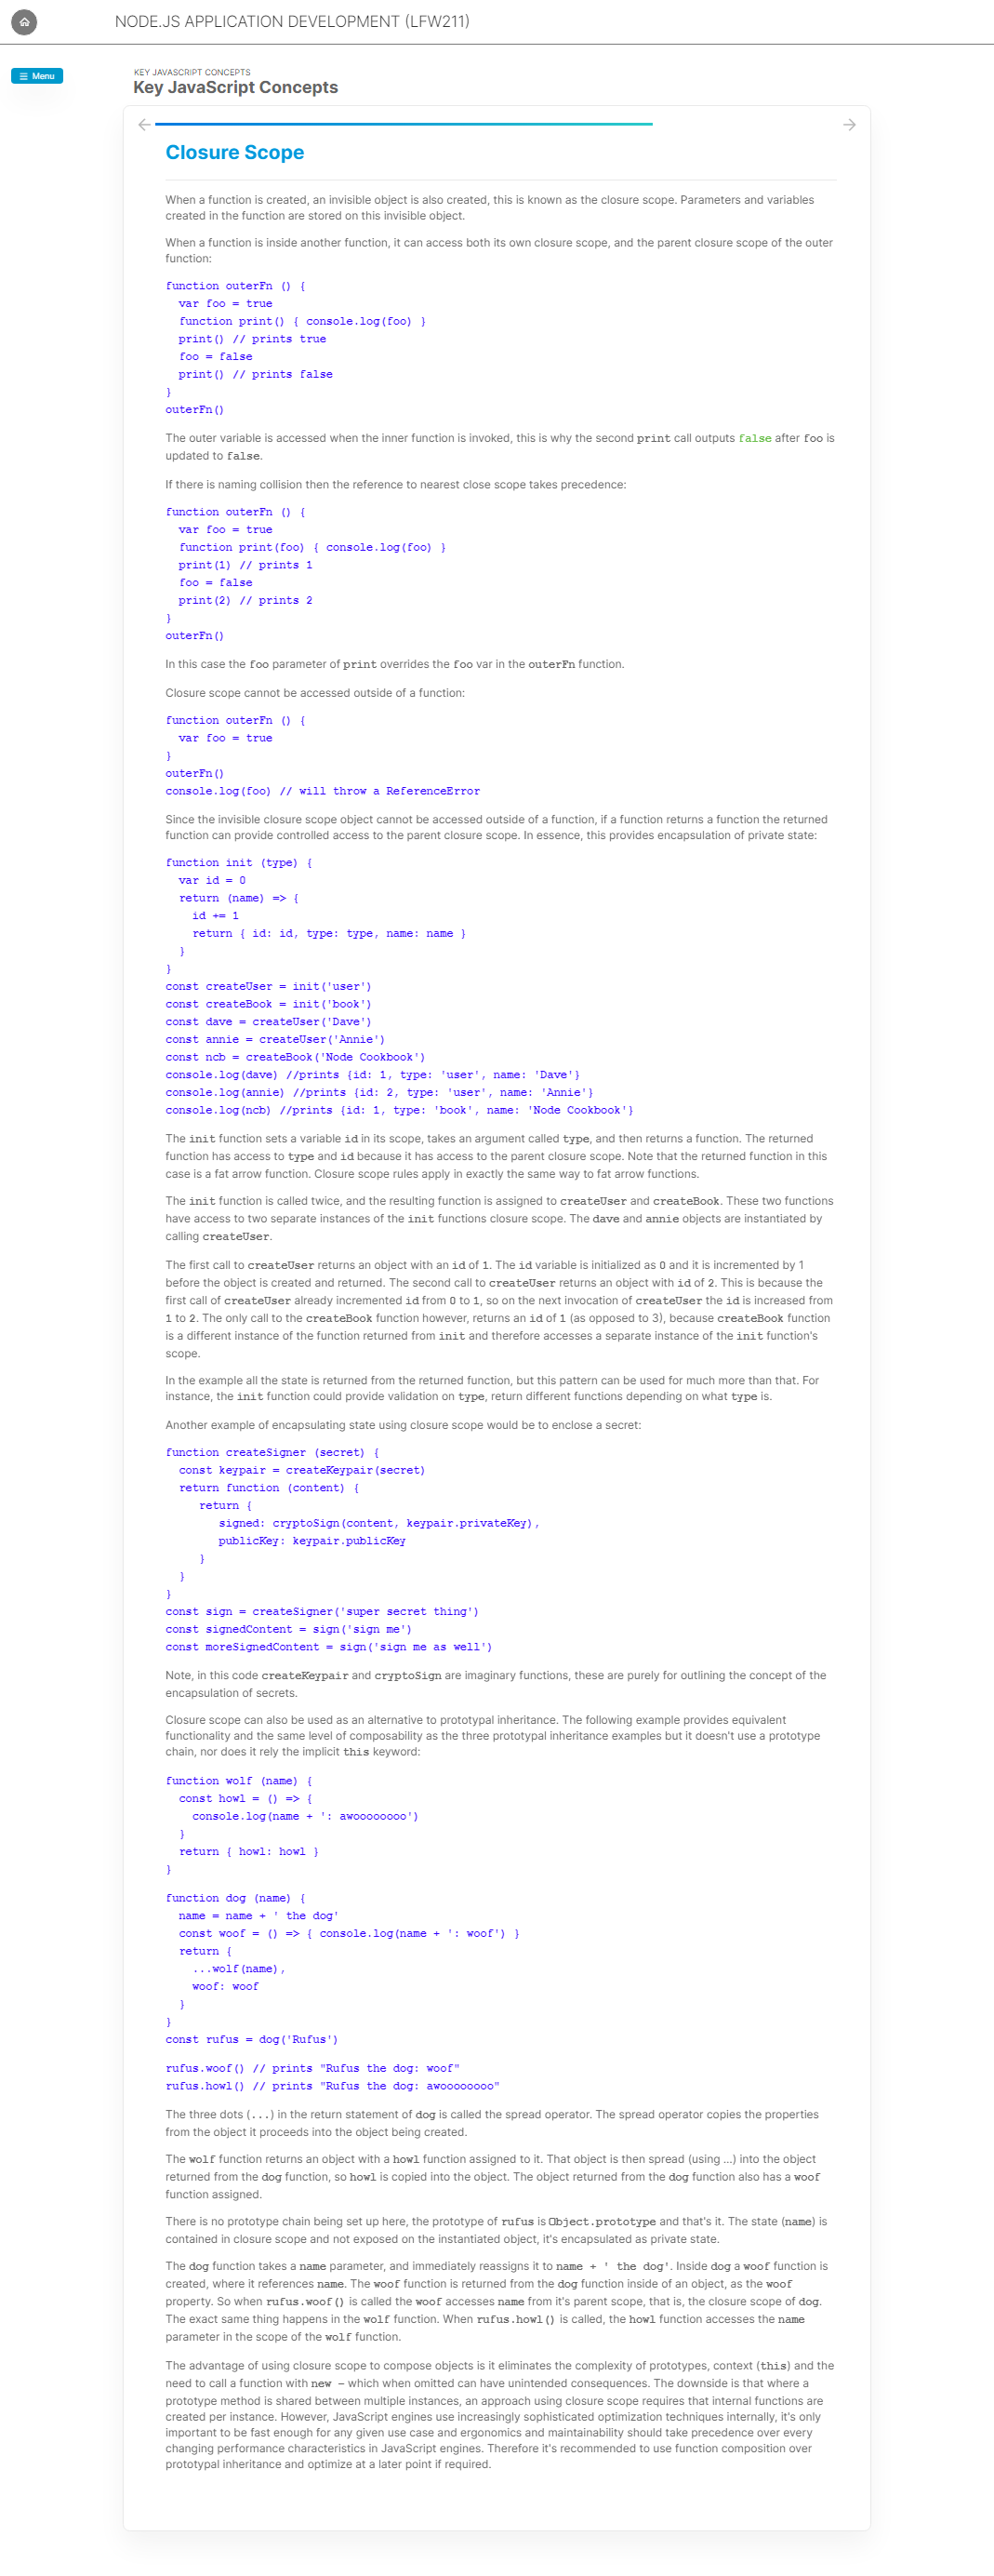 NODE.JS APPLICATION DEVELOPMENT (LFW211)
Menu
KEY JAVASCRIPT CONCEPTS
Key JavaScript Concepts
Closure Scope
When a function is created, an invisible object is also created, this is known as the closure scope. Parameters and variables
created in the function are stored on this invisible object.
When a function is inside another function, it can access both its own closure scope, and the parent closure scope of the outer
function:
function outerFn () {
  var foo = true
  function print() { console.log(foo) }
  print() // prints true
  foo = false
  print() // prints false
}
outerFn()
The outer variable is accessed when the inner function is invoked, this is why the second print call outputs false after foo is
updated to false.
If there is naming collision then the reference to nearest close scope takes precedence:
function outerFn () {
  var foo = true
  function print(foo) { console.log(foo) }
  print(1) // prints 1
  foo = false
  print(2) // prints 2
}
outerFn()
In this case the foo parameter of print overrides the foo var in the outerFn function.
Closure scope cannot be accessed outside of a function:
function outerFn () {
  var foo = true
}
outerFn()
console.log(foo) // will throw a ReferenceError
Since the invisible closure scope object cannot be accessed outside of a function, if a function returns a function the returned
function can provide controlled access to the parent closure scope. In essence, this provides encapsulation of private state:
function init (type) {
  var id = 0
  return (name) => {
    id += 1
    return { id: id, type: type, name: name }
  }
}
const createUser = init('user')
const createBook = init('book')
const dave = createUser('Dave')
const annie = createUser('Annie')
const ncb = createBook('Node Cookbook')
console.log(dave) //prints {id: 1, type: 'user', name: 'Dave'}
console.log(annie) //prints {id: 2, type: 'user', name: 'Annie'}
console.log(ncb) //prints {id: 1, type: 'book', name: 'Node Cookbook'}
The init function sets a variable id in its scope, takes an argument called type, and then returns a function. The returned
function has access to type and id because it has access to the parent closure scope. Note that the returned function in this
case is a fat arrow function. Closure scope rules apply in exactly the same way to fat arrow functions.
The init function is called twice, and the resulting function is assigned to createUser and createBook. These two functions
have access to two separate instances of the init functions closure scope. The dave and annie objects are instantiated by
calling createUser.
The first call to createUser returns an object with an id of 1. The id variable is initialized as 0 and it is incremented by 1
before the object is created and returned. The second call to createUser returns an object with id of 2. This is because the
first call of createUser already incremented id from 0 to 1, so on the next invocation of createUser the id is increased from
1 to 2. The only call to the createBook function however, returns an id of 1 (as opposed to 3), because createBook function
is a different instance of the function returned from init and therefore accesses a separate instance of the init function's
scope.
In the example all the state is returned from the returned function, but this pattern can be used for much more than that. For
instance, the init function could provide validation on type, return different functions depending on what type is.
Another example of encapsulating state using closure scope would be to enclose a secret:
function createSigner (secret) {
  const keypair = createKeypair(secret)
  return function (content) {
     return {
        signed: cryptoSign(content, keypair.privateKey),
        publicKey: keypair.publicKey
     }
  }
}
const sign = createSigner('super secret thing')
const signedContent = sign('sign me')
const moreSignedContent = sign('sign me as well')
Note, in this code createKeypair and cryptoSign are imaginary functions, these are purely for outlining the concept of the
encapsulation of secrets.
Closure scope can also be used as an alternative to prototypal inheritance. The following example provides equivalent
functionality and the same level of composability as the three prototypal inheritance examples but it doesn't use a prototype
chain, nor does it rely the implicit this keyword:
function wolf (name) {
  const howl = () => {
    console.log(name + ': awoooooooo')
  }
  return { howl: howl }
}
function dog (name) {
  name = name + ' the dog'
  const woof = () => { console.log(name + ': woof') }
  return {
    ...wolf(name),
    woof: woof
  }
}
const rufus = dog('Rufus')
rufus.woof() // prints "Rufus the dog: woof"
rufus.howl() // prints "Rufus the dog: awoooooooo"
The three dots (...) in the return statement of dog is called the spread operator. The spread operator copies the properties
from the object it proceeds into the object being created.
The wolf function returns an object with a howl function assigned to it. That object is then spread (using …) into the object
returned from the dog function, so howl is copied into the object. The object returned from the dog function also has a woof
function assigned.
There is no prototype chain being set up here, the prototype of rufus is Object.prototype and that's it. The state (name) is
contained in closure scope and not exposed on the instantiated object, it's encapsulated as private state.
The dog function takes a name parameter, and immediately reassigns it to name + ' the dog'. Inside dog a woof function is
created, where it references name. The woof function is returned from the dog function inside of an object, as the woof
property. So when rufus.woof() is called the woof accesses name from it's parent scope, that is, the closure scope of dog.
The exact same thing happens in the wolf function. When rufus.howl() is called, the howl function accesses the name
parameter in the scope of the wolf function.
The advantage of using closure scope to compose objects is it eliminates the complexity of prototypes, context (this) and the
need to call a function with new – which when omitted can have unintended consequences. The downside is that where a
prototype method is shared between multiple instances, an approach using closure scope requires that internal functions are
created per instance. However, JavaScript engines use increasingly sophisticated optimization techniques internally, it's only
important to be fast enough for any given use case and ergonomics and maintainability should take precedence over every
changing performance characteristics in JavaScript engines. Therefore it's recommended to use function composition over
prototypal inheritance and optimize at a later point if required.